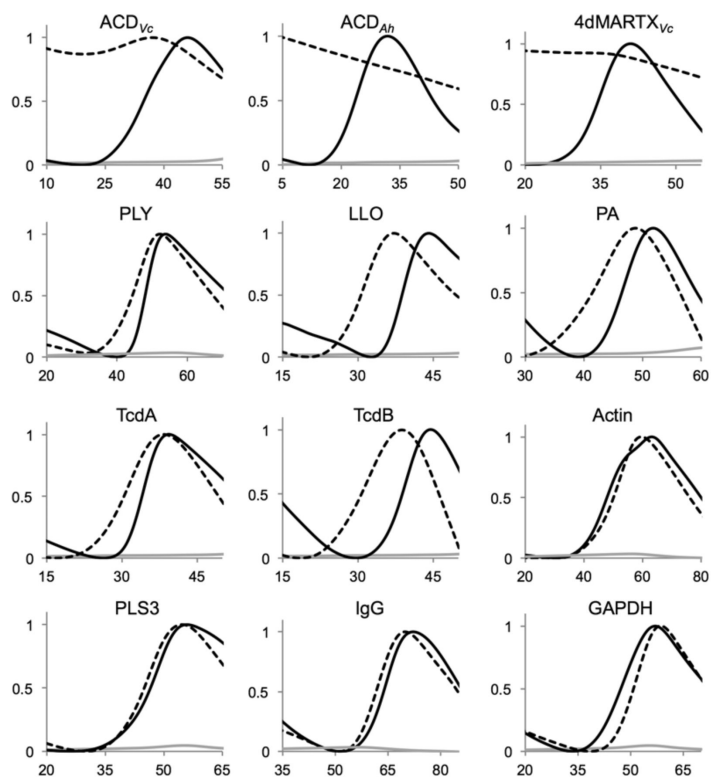 ACDVc ACDAh 4dMARTXVc
1 1 1
0.5 0.5 0.5
0 0 0
10 25 40 55 5 20 35 50 20 35 50
PLY LLO PA
1 1 1
0.5 0.5 0.5
0 0 0
20 40 60 15 30 45 30 40 50 60
TcdA TcdB Actin
1 1 1
0.5 0.5 0.5
0 0 0
15 30 45 15 30 45 20 40 60 80
PLS3 IgG GAPDH
1 1 1
0.5 0.5 0.5
0 0 0
20 35 50 65 35 50 65 80 20 35 50 65